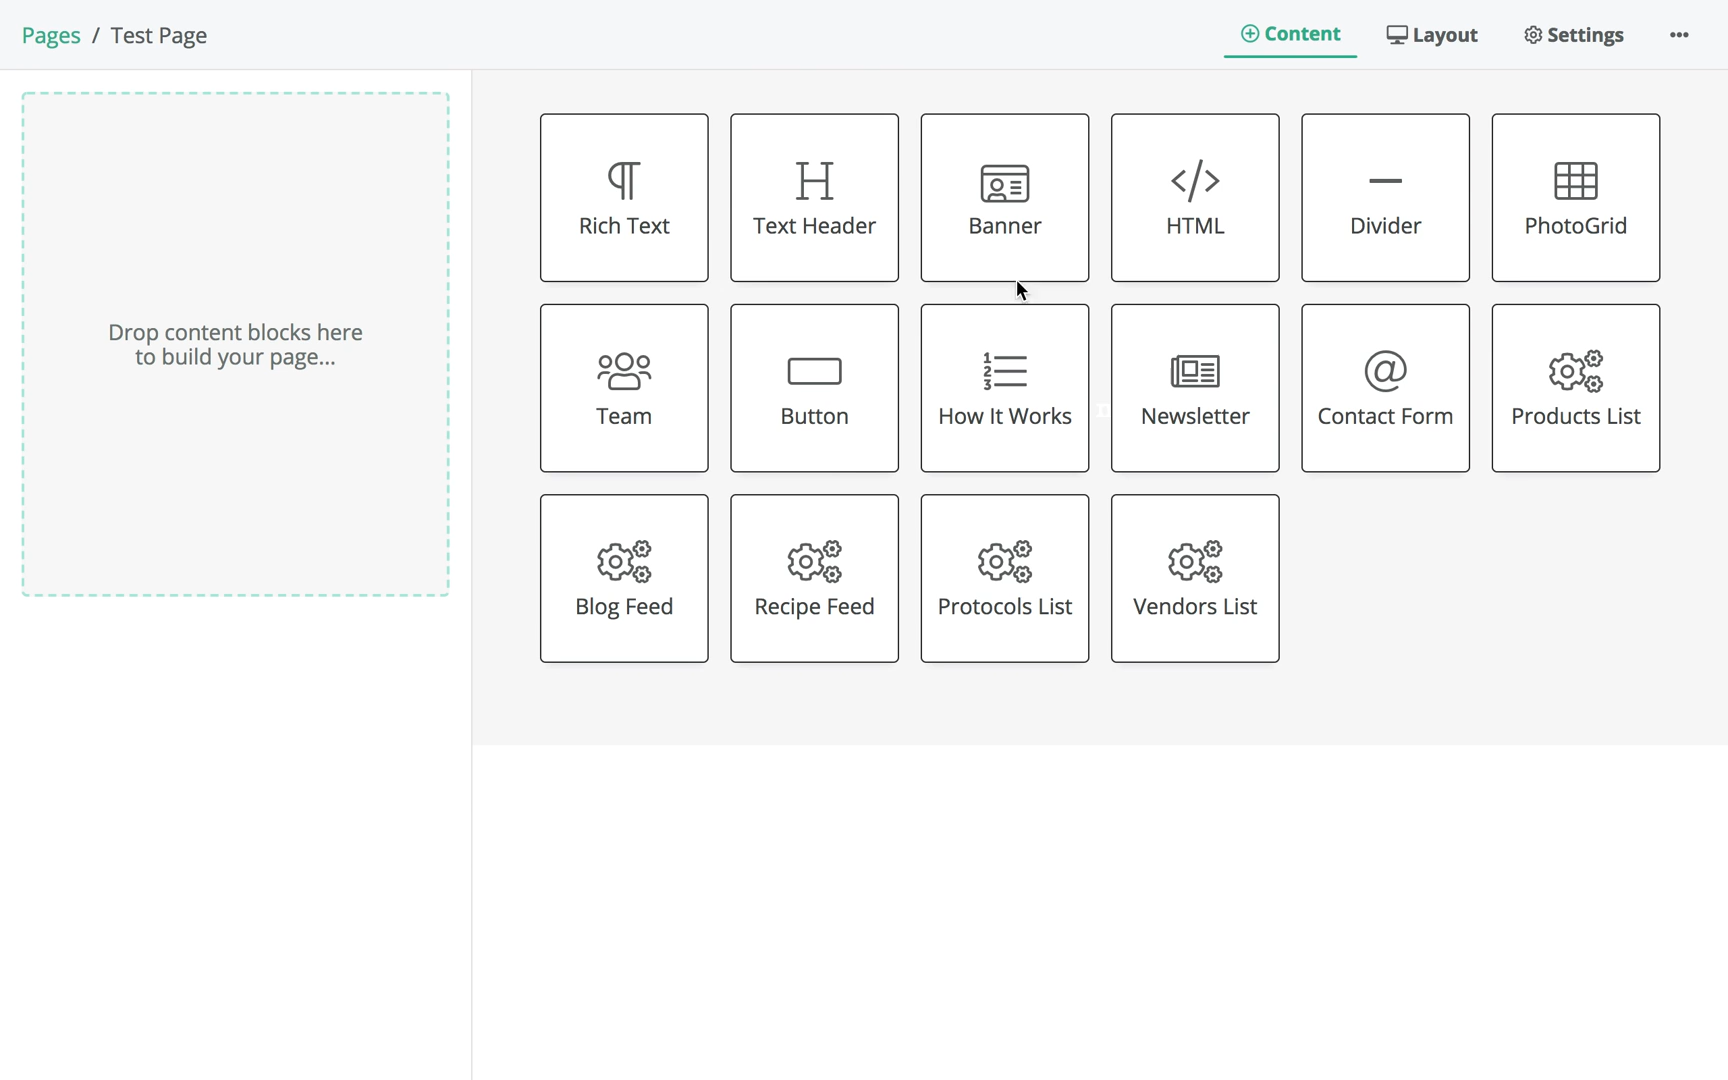 Pages / Test Page
Content
Layout
Settings
Drop content blocks here
to build your page...
Rich Text
Text Header
Banner
HTML
Divider
PhotoGrid
Team
Button
How It Works
Newsletter
Contact Form
Products List
Blog Feed
Recipe Feed
Protocols List
Vendors List